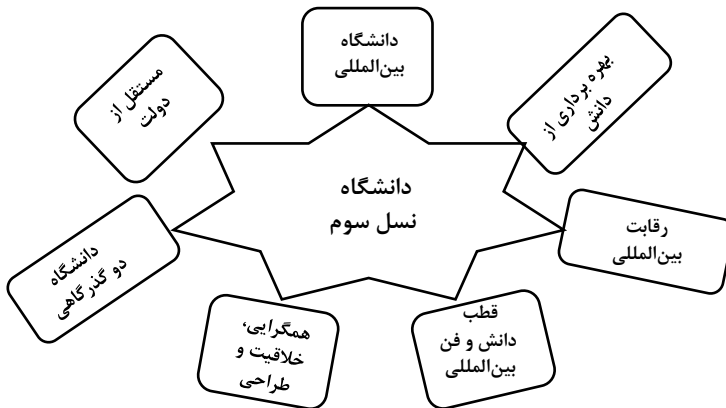 دانشگاه
بین‌المللی
بهره برداری از
دانش
مستقل از
دولت
دانشگاه
نسل سوم
رقابت
بین‌المللی
دانشگاه
دو گذرگاهی
قطب
دانش و فن
بین‌المللی
همگرایی،
خلاقیت و
طراحی